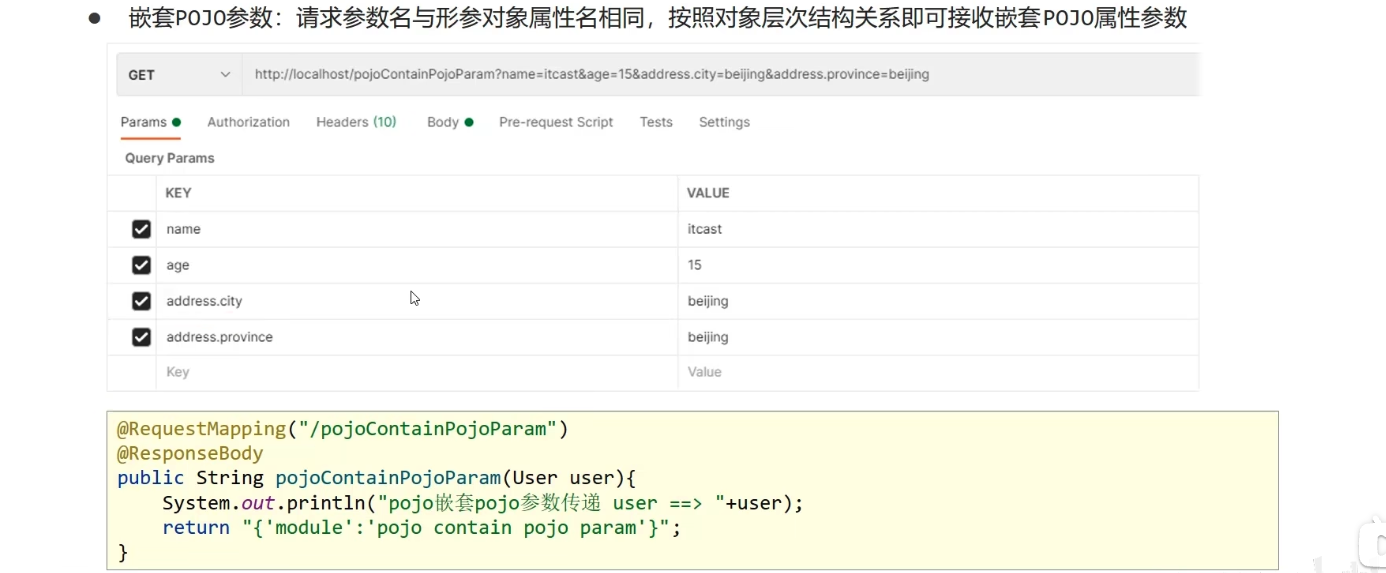 ● 嵌套POJO参数：请求参数名与形参对象属性名相同，按照对象层次结构关系即可接收嵌套POJO属性参数
GET http://localhost/pojoContainPojoParam?name=itcast&age=15&address.city=beijing&address.province=beijing
Params Authorization Headers (10) Body Pre-request Script Tests Settings
Query Params
KEY VALUE
name itcast
age 15
address.city beijing
address.province beijing
Key Value
@RequestMapping("/pojoContainPojoParam")
@ResponseBody
public String pojoContainPojoParam(User user){
    System.out.println("pojo嵌套pojo参数传递 user ==> "+user);
    return "{'module':'pojo contain pojo param'}";
}